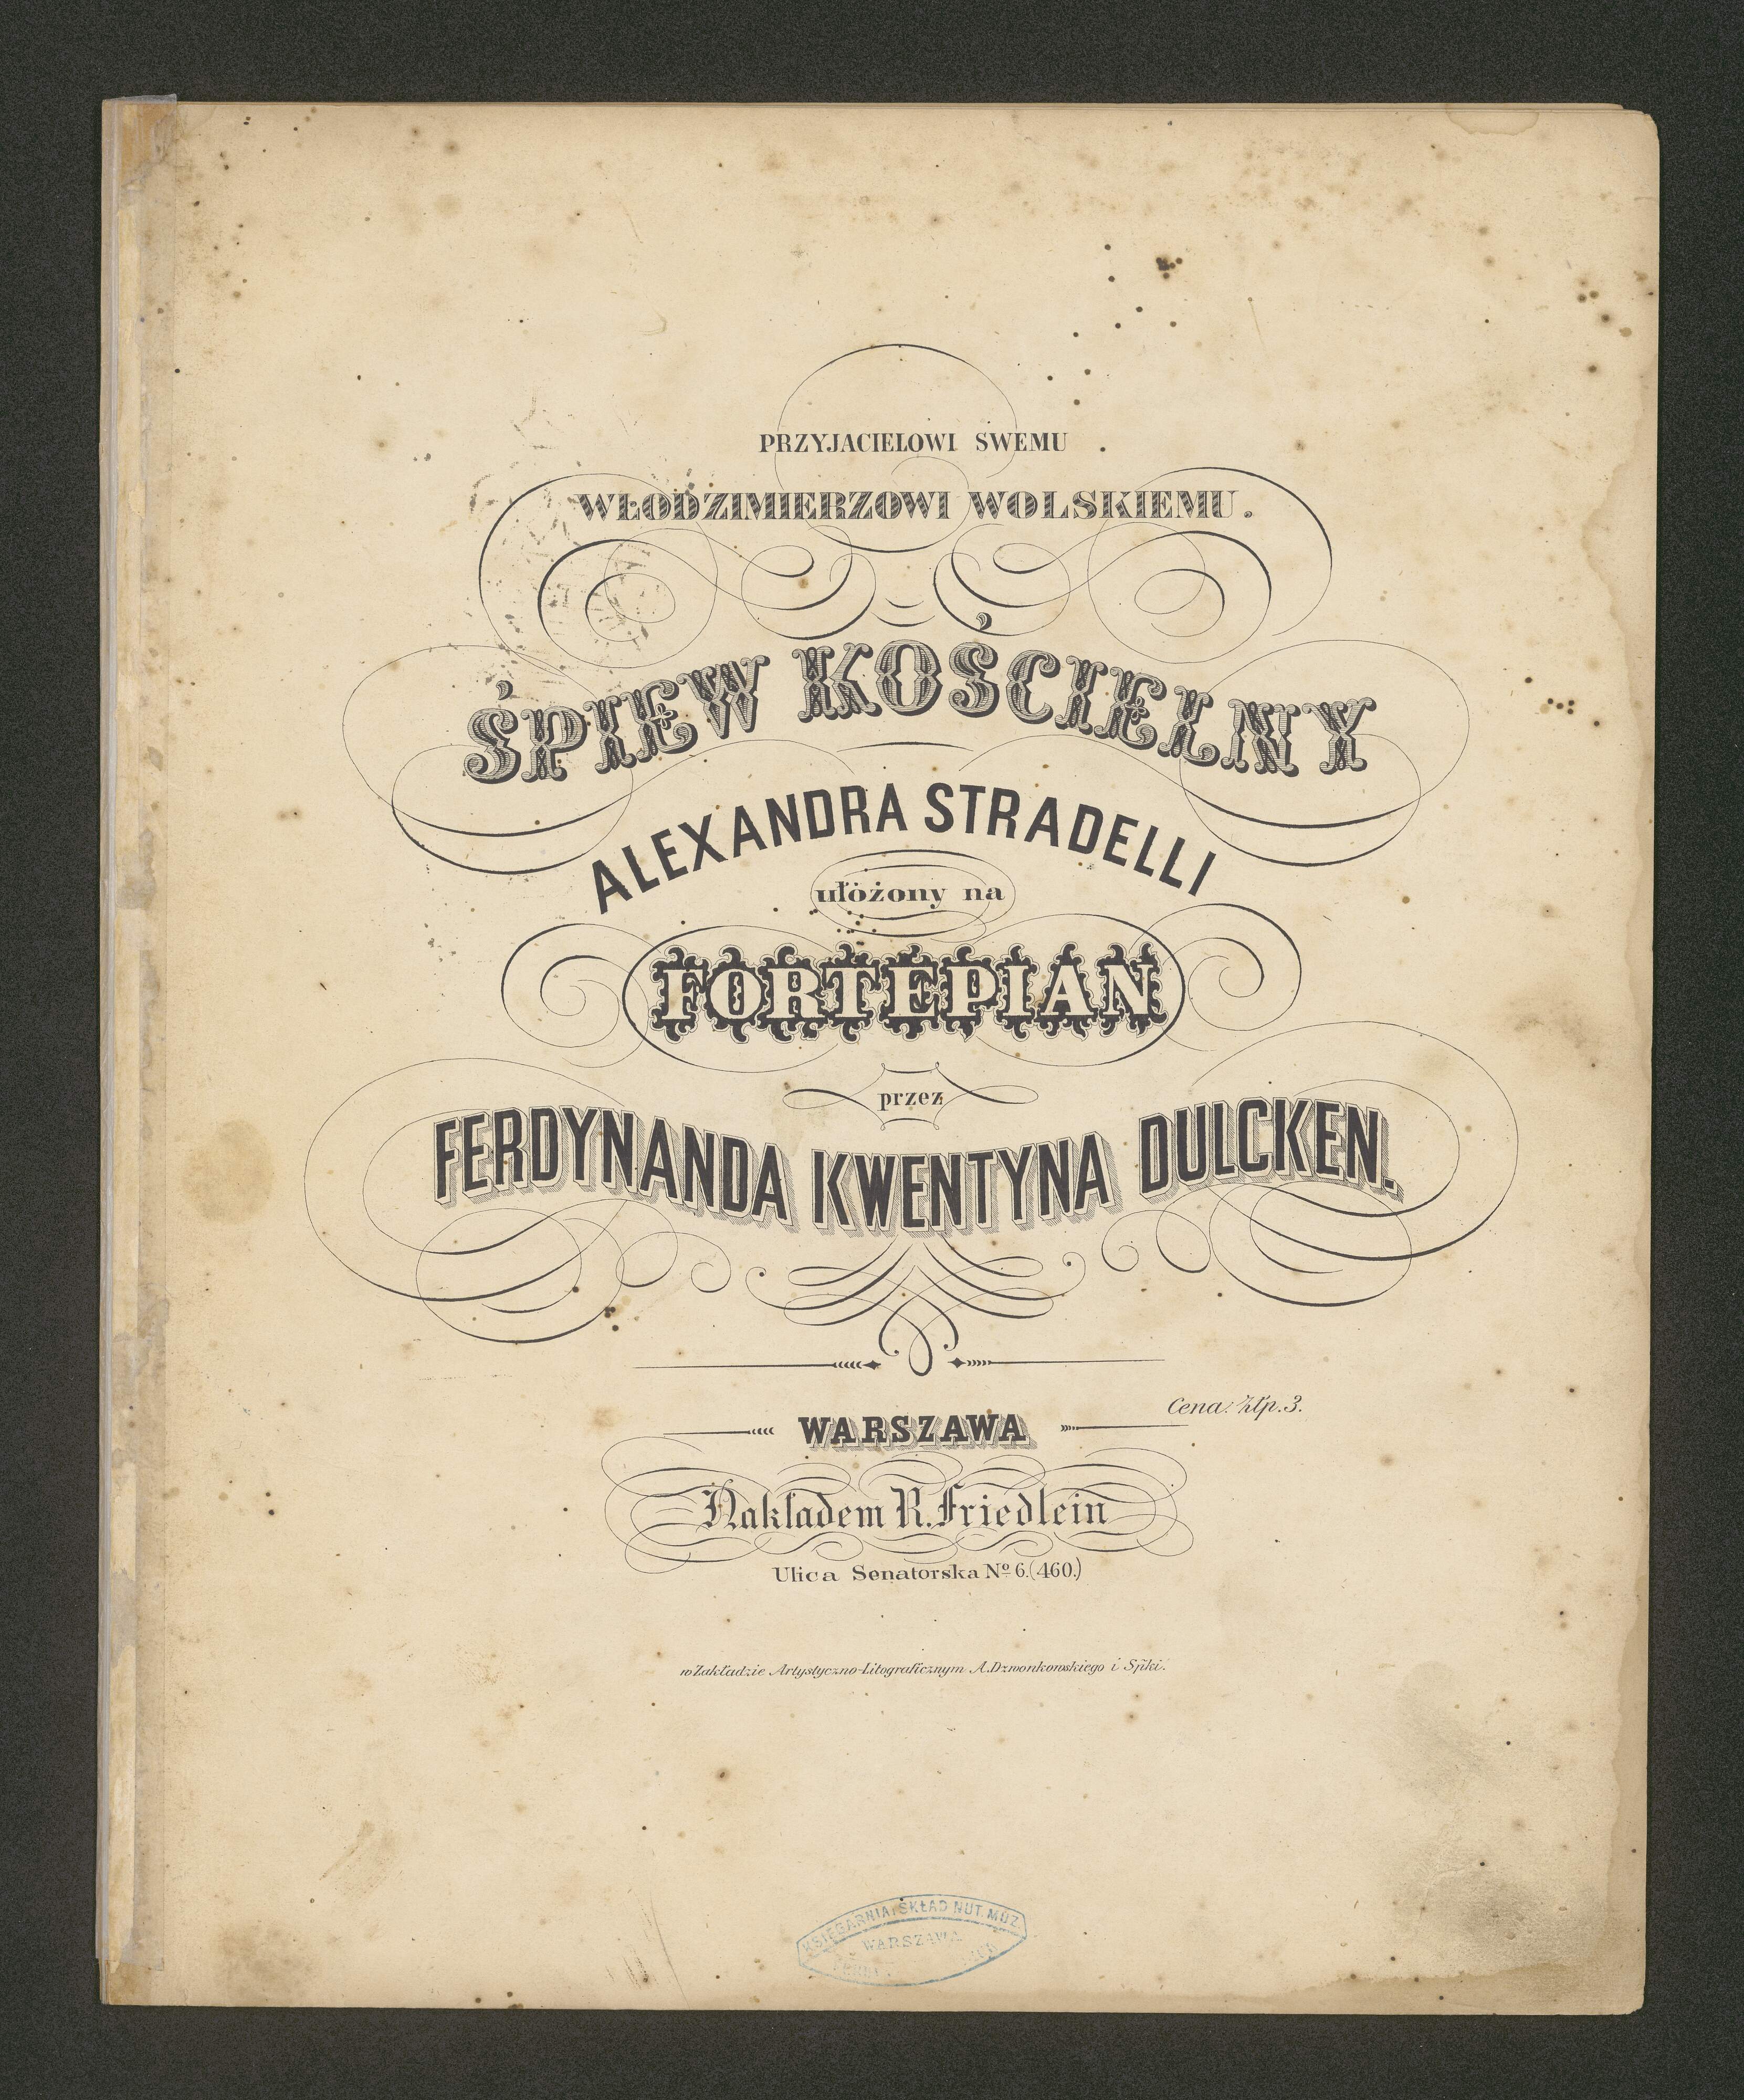 PRZYJACIELOWI SWEMU
WŁODZIMIERZOWI WOLSKIEMU.
ŚPIEW KOŚCIELNY
ALEXANDRA STRADELLI
ułożony na
FORTEPIAN
przez
FERDYNANDA KWENTYNA DULCKEN.
Cena: Złp. 3.
WARSZAWA
Nakładem R. Friedlein
Ulica Senatorska No 6. (460.)
w Zakładzie Artystyczno-Litograficznym A. Dzwonkowskiego i Spki.
KSIĘGARNIA, SKŁAD NUT. MUZ.
WARSZAWA